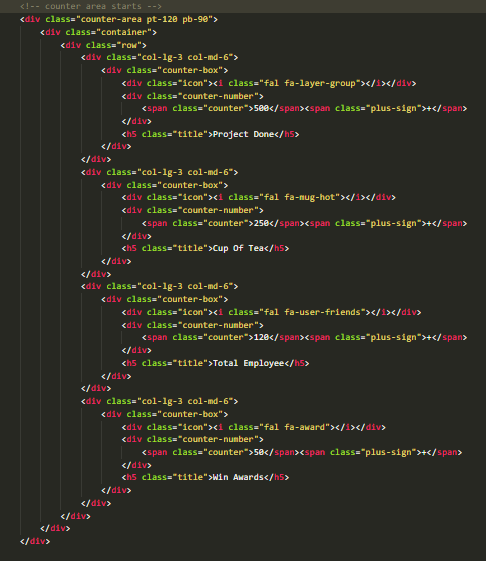 <!-- counter area starts -->
<div class="counter-area pt-120 pb-90">
<div class="container">
<div class="row">
<div class="col-lg-3 col-md-6">
<div class="counter-box">
<div class="icon"><i class="fal fa-layer-group"></i></div>
<div class="counter-number">
<span class="counter">500</span><span class="plus-sign">+</span>
</div>
<h5 class="title">Project Done</h5>
</div>
</div>
<div class="col-lg-3 col-md-6">
<div class="counter-box">
<div class="icon"><i class="fal fa-mug-hot"></i></div>
<div class="counter-number">
<span class="counter">250</span><span class="plus-sign">+</span>
</div>
<h5 class="title">Cup Of Tea</h5>
</div>
</div>
<div class="col-lg-3 col-md-6">
<div class="counter-box">
<div class="icon"><i class="fal fa-user-friends"></i></div>
<div class="counter-number">
<span class="counter">120</span><span class="plus-sign">+</span>
</div>
<h5 class="title">Total Employee</h5>
</div>
</div>
<div class="col-lg-3 col-md-6">
<div class="counter-box">
<div class="icon"><i class="fal fa-award"></i></div>
<div class="counter-number">
<span class="counter">50</span><span class="plus-sign">+</span>
</div>
<h5 class="title">Win Awards</h5>
</div>
</div>
</div>
</div>
</div>